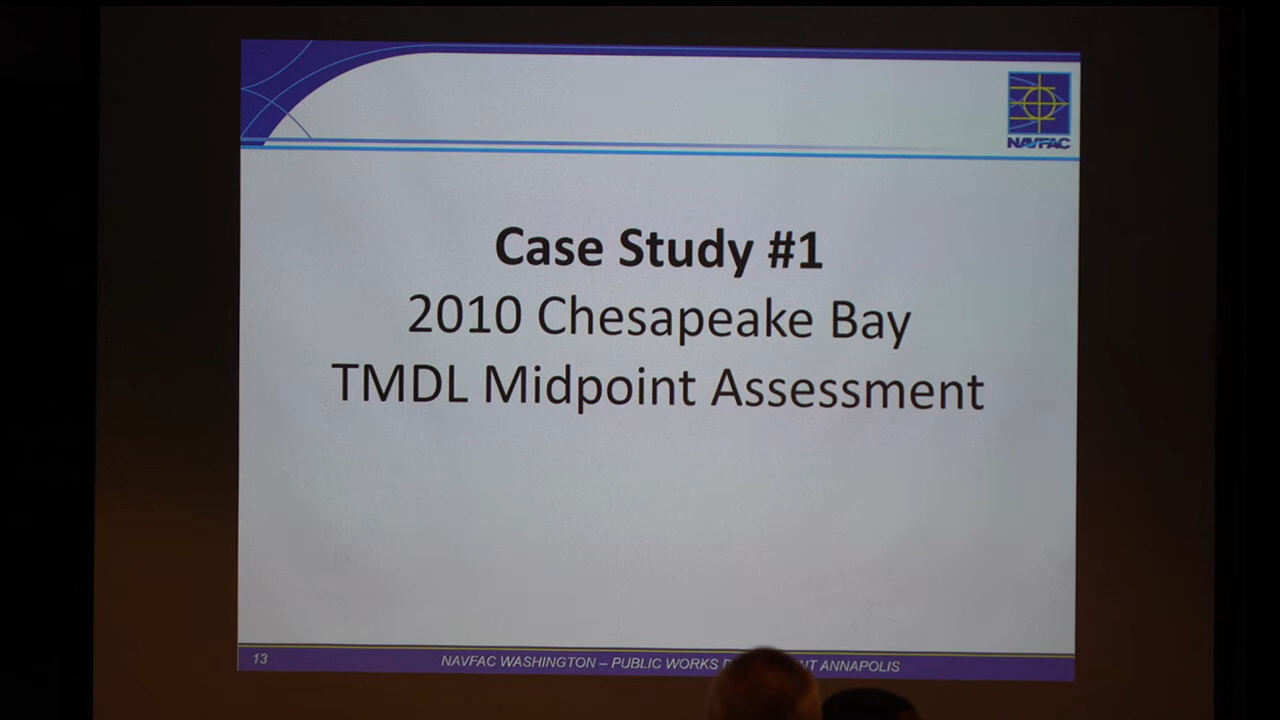 NAVFAC
Case Study #1
2010 Chesapeake Bay
TMDL Midpoint Assessment
13
NAVFAC WASHINGTON – PUBLIC WORKS ANNAPOLIS